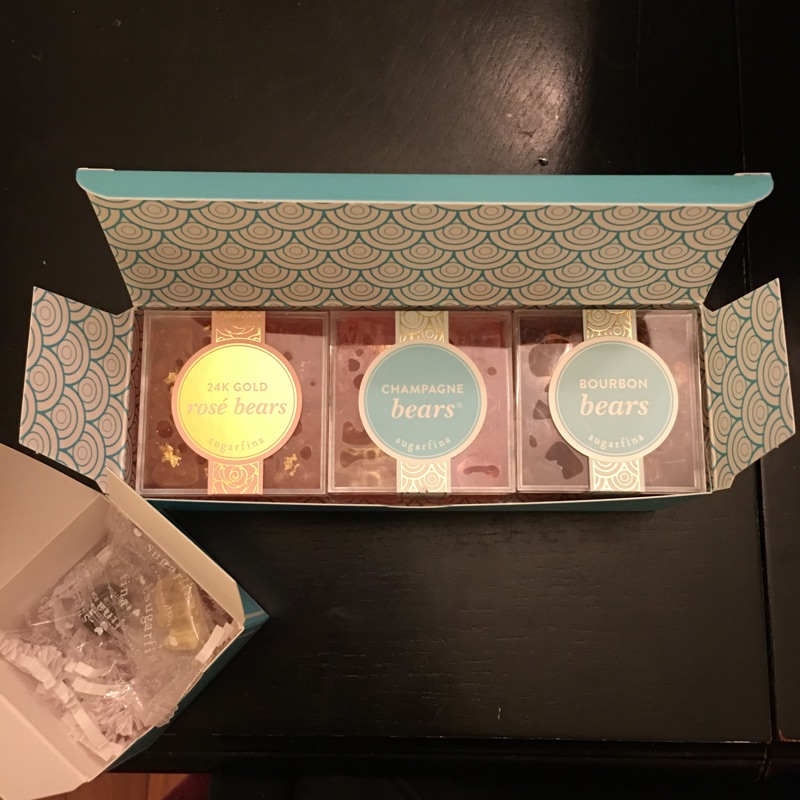 24K GOLD
rosé bears
sugarfina
CHAMPAGNE
bears®
sugarfina
BOURBON
bears
sugarfina